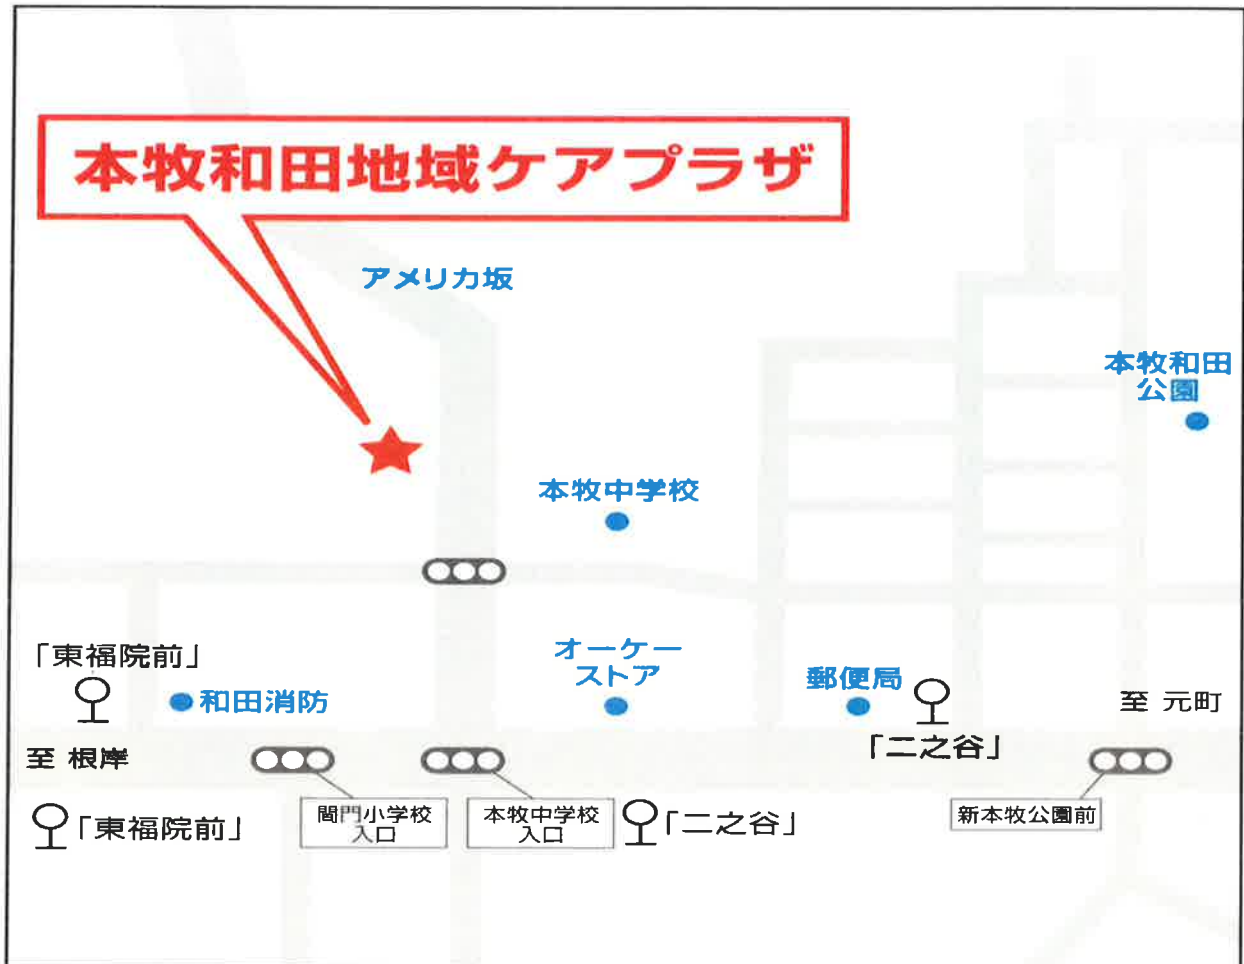 本牧和田地域ケアプラザ
アメリカ坂
本牧和田
公園
本牧中学校
「東福院前」
和田消防
オーケー
ストア
郵便局
「二之谷」
至 元町
至 根岸
「東福院前」
間門小学校
入口
本牧中学校
入口
「二之谷」
新本牧公園前